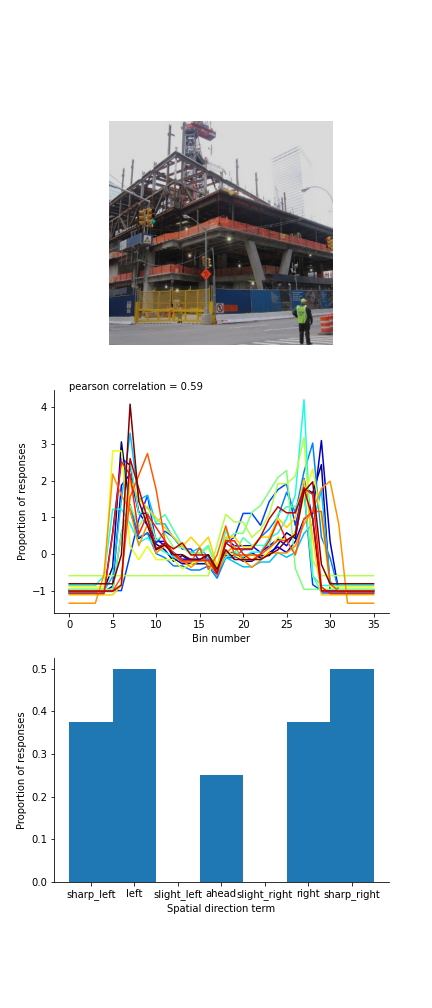 pearson correlation = 0.59
Proportion of responses
4
3
2
1
0
−1
0 5 10 15 20 25 30 35
Bin number
Proportion of responses
0.5
0.4
0.3
0.2
0.1
0.0
sharp_left left slight_left ahead slight_right right sharp_right
Spatial direction term